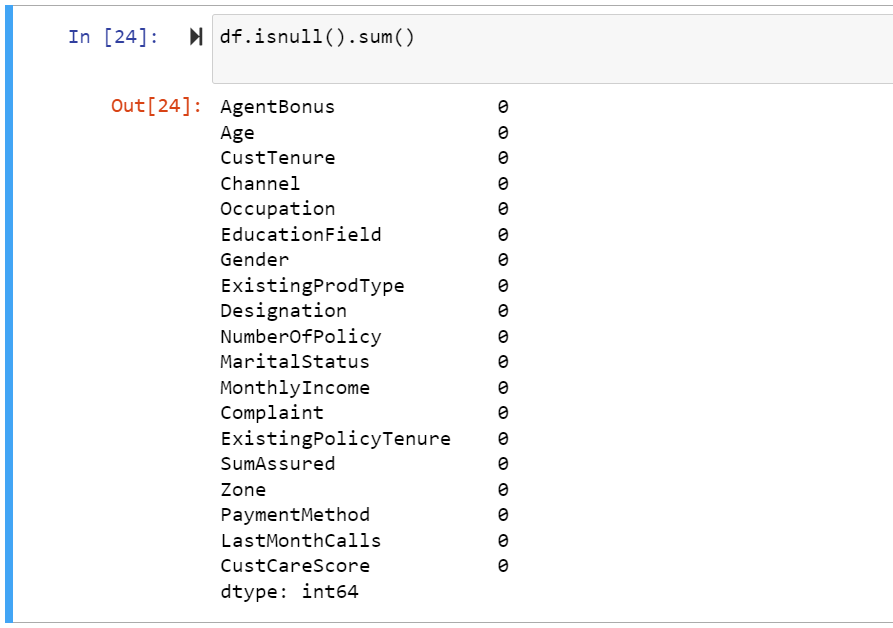 In [24]: df.isnull().sum()
Out[24]: AgentBonus 0
Age 0
CustTenure 0
Channel 0
Occupation 0
EducationField 0
Gender 0
ExistingProdType 0
Designation 0
NumberOfPolicy 0
MaritalStatus 0
MonthlyIncome 0
Complaint 0
ExistingPolicyTenure 0
SumAssured 0
Zone 0
PaymentMethod 0
LastMonthCalls 0
CustCareScore 0
dtype: int64